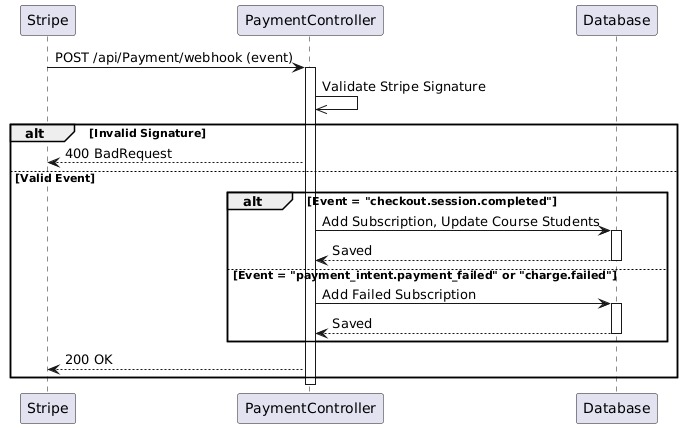 Stripe
PaymentController
Database
POST /api/Payment/webhook (event)
Validate Stripe Signature
alt
[Invalid Signature]
400 BadRequest
[Valid Event]
alt
[Event = "checkout.session.completed"]
Add Subscription, Update Course Students
Saved
[Event = "payment_intent.payment_failed" or "charge.failed"]
Add Failed Subscription
Saved
200 OK
Stripe
PaymentController
Database